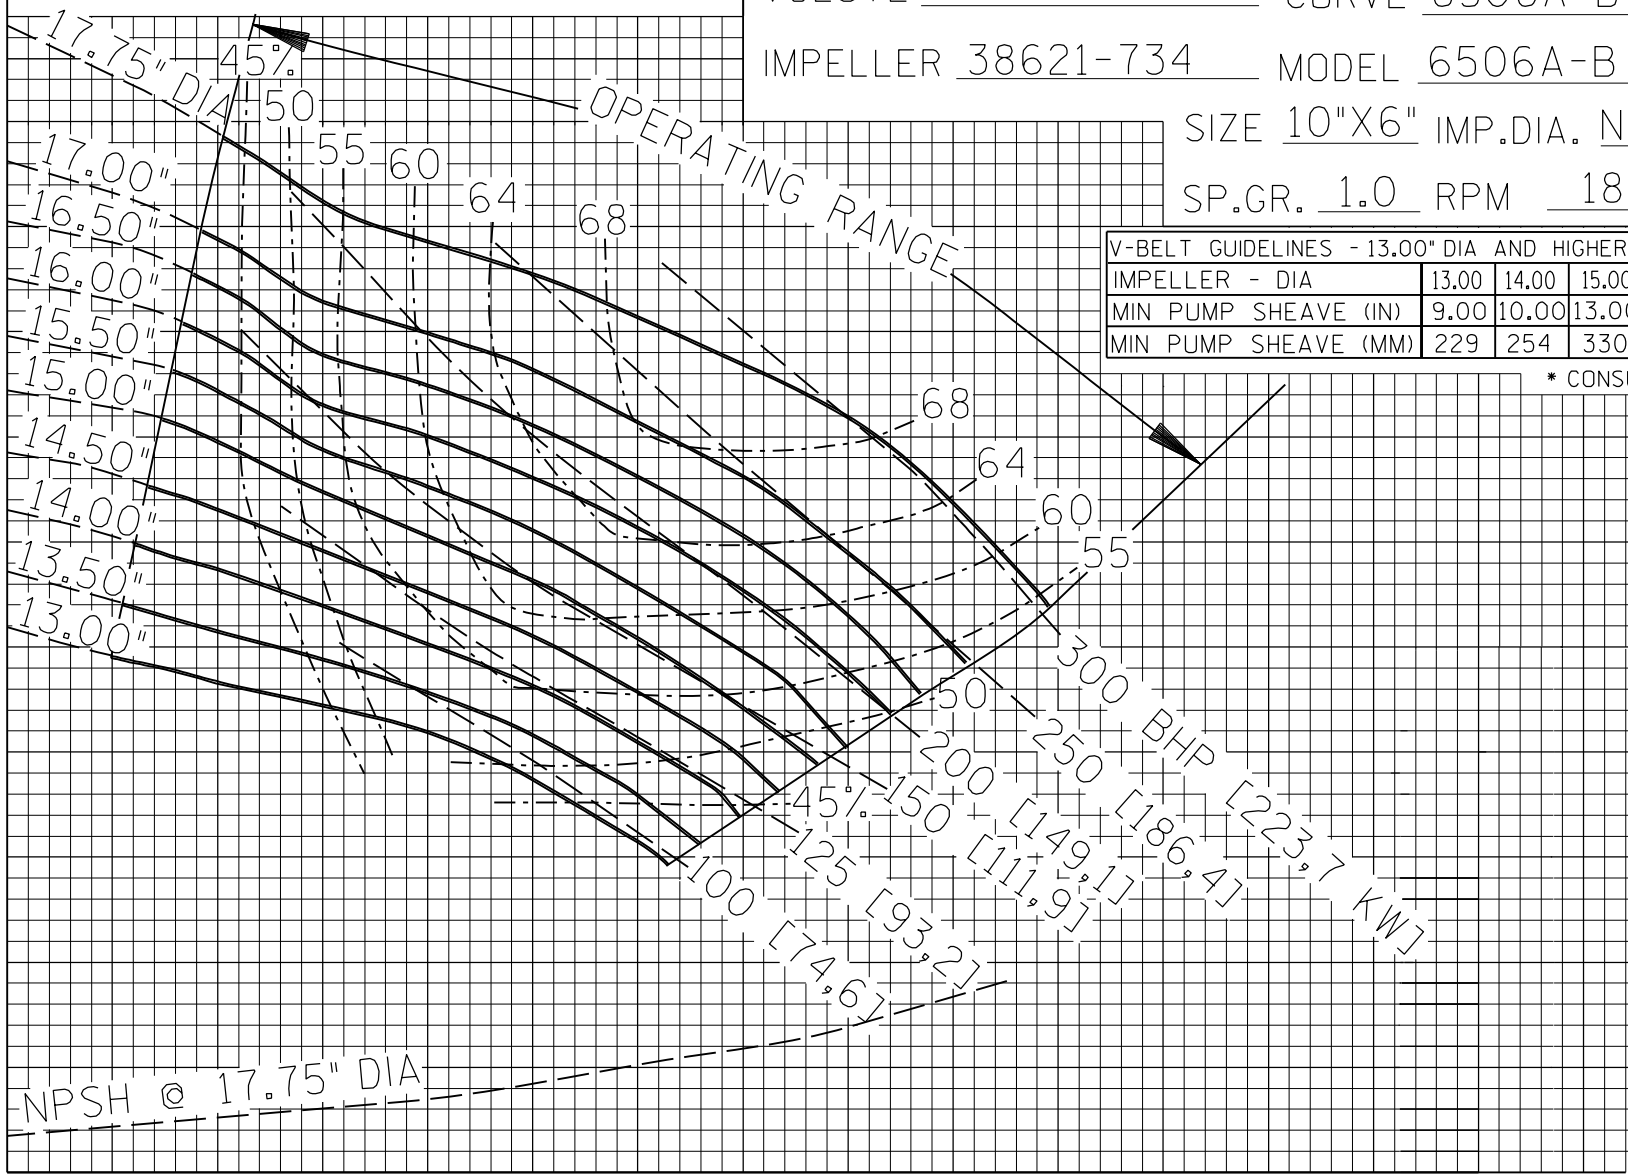 IMPELLER 38621-734 MODEL 6506A-B
SIZE 10"X6" IMP.DIA. N
SP.GR. 1.0 RPM 18
V-BELT GUIDELINES - 13.00" DIA AND HIGHER
IMPELLER - DIA 13.00 14.00 15.00
MIN PUMP SHEAVE (IN) 9.00 10.00 13.00
MIN PUMP SHEAVE (MM) 229 254 330
* CONSU
OPERATING RANGE
17.75" DIA
17.00"
16.50"
16.00"
15.50"
15.00"
14.50"
14.00"
13.50"
13.00"
45%
50
55
60
64
68
68
64
60
55
50
45%
300 BHP [223,7 KW]
250 [186,4]
200 [149,1]
150 [111,9]
125 [93,2]
100 [74,6]
NPSH @ 17.75" DIA